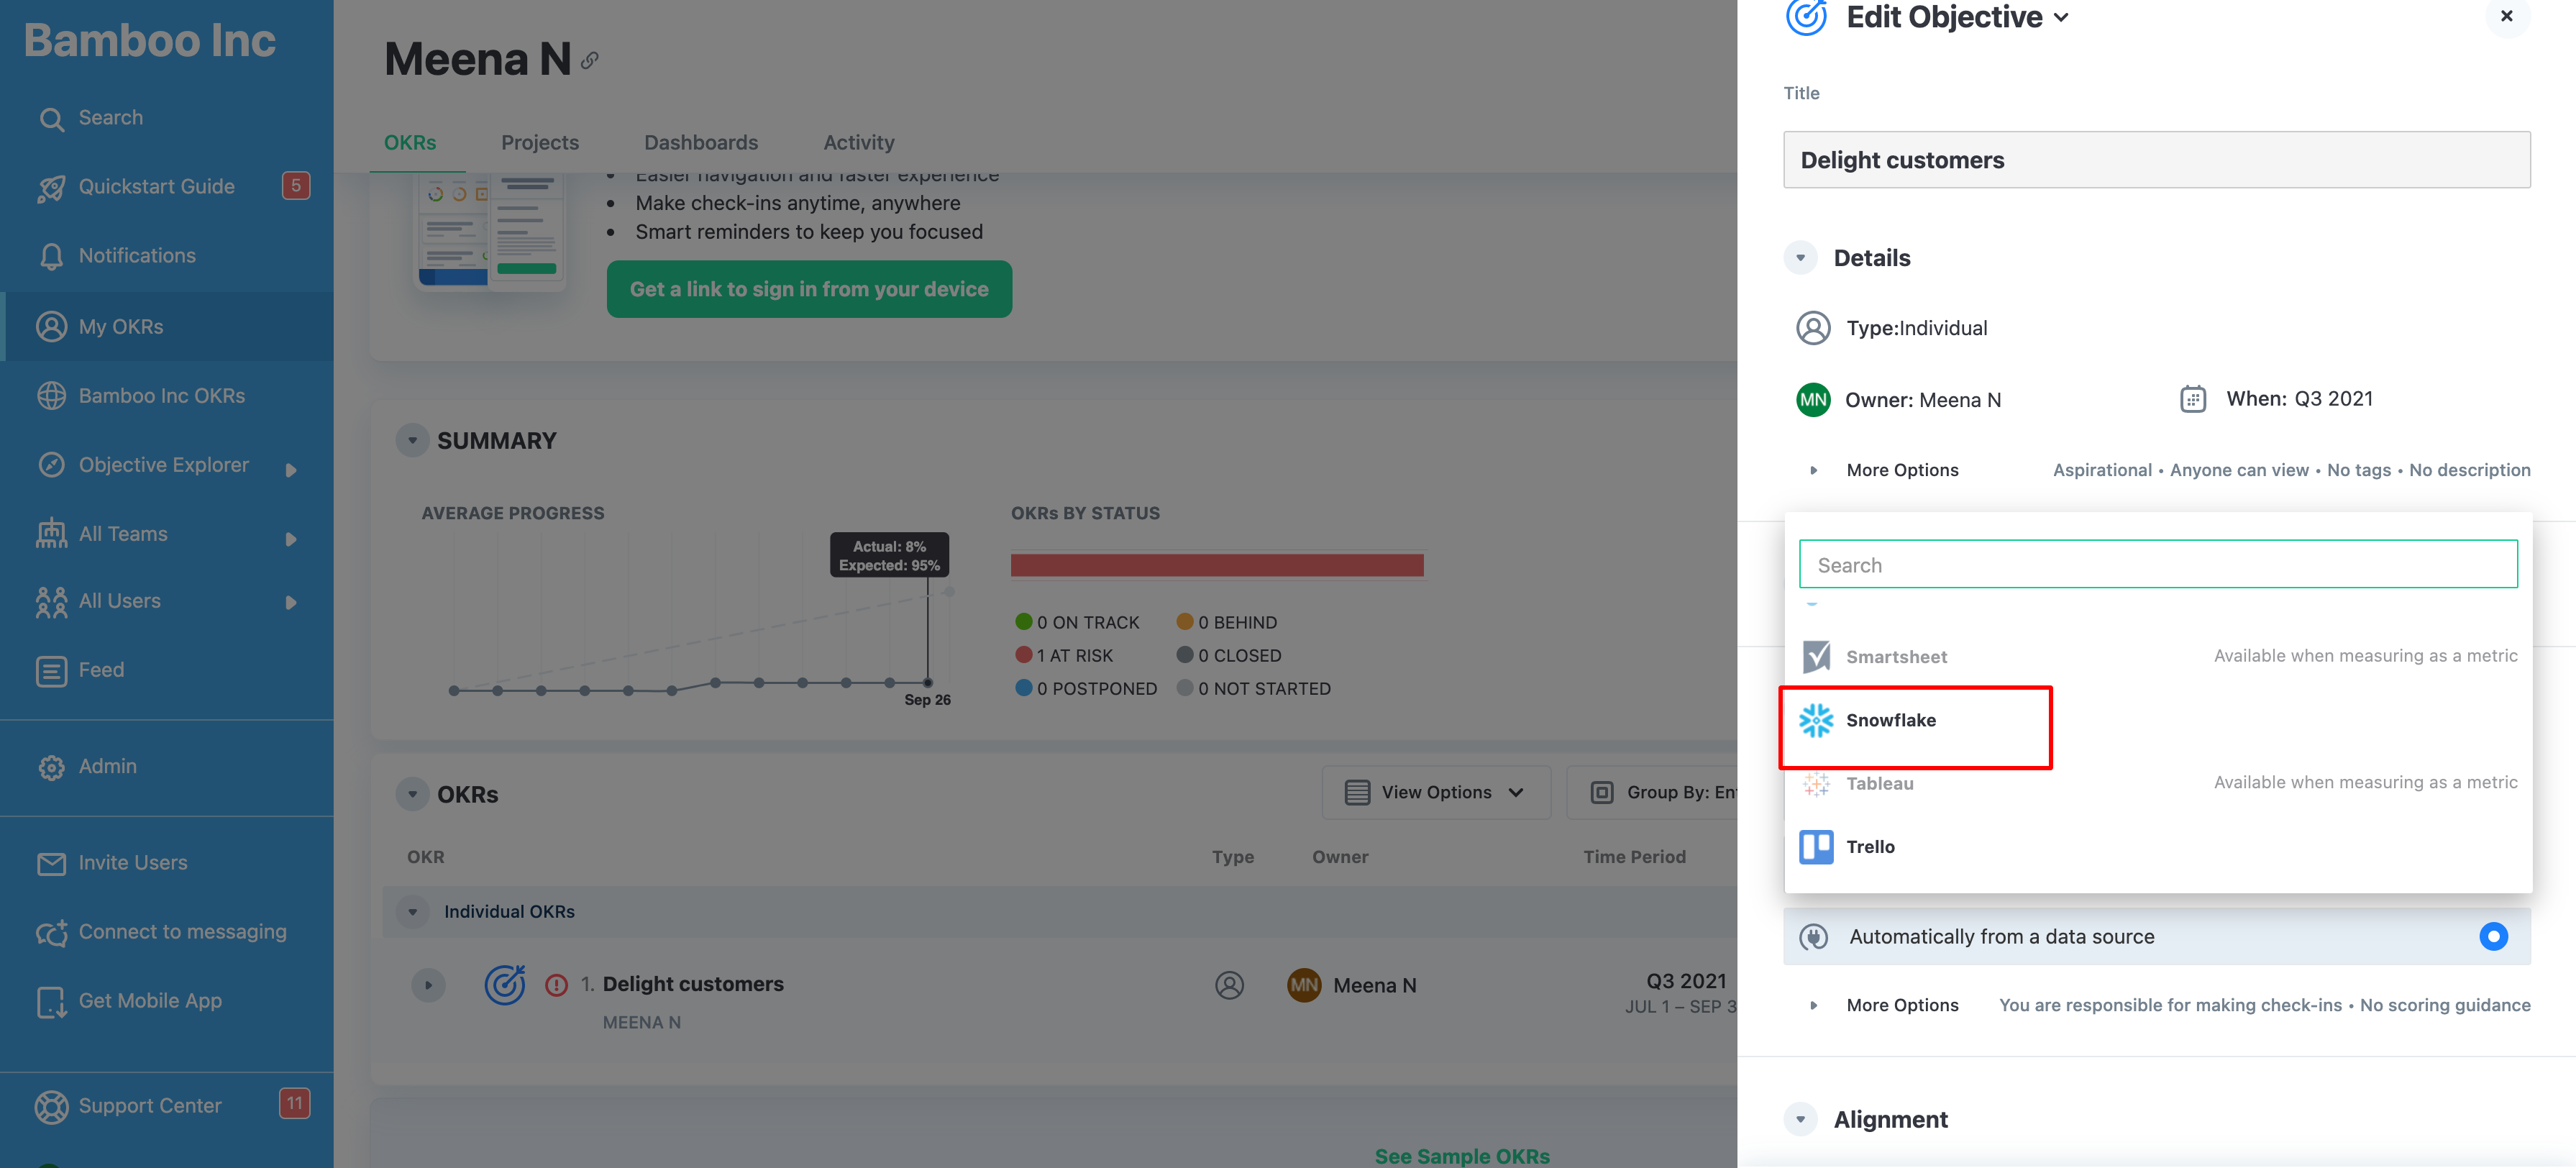 Bamboo Inc
Search
Quickstart Guide 5
Notifications
My OKRs
Bamboo Inc OKRs
Objective Explorer
All Teams
All Users
Feed
Admin
Invite Users
Connect to messaging
Get Mobile App
Support Center 11
Meena N
OKRs Projects Dashboards Activity
• Easier navigation and faster experience
• Make check-ins anytime, anywhere
• Smart reminders to keep you focused
Get a link to sign in from your device
SUMMARY
AVERAGE PROGRESS
Actual: 8%
Expected: 95%
Sep 26
OKRs BY STATUS
0 ON TRACK 0 BEHIND
1 AT RISK 0 CLOSED
0 POSTPONED 0 NOT STARTED
OKRs
View Options Group By: En
OKR Type Owner Time Period
Individual OKRs
1. Delight customers MN Meena N Q3 2021
MEENA N JUL 1 – SEP 3
See Sample OKRs
Edit Objective
Title
Delight customers
Details
Type:Individual
MN Owner: Meena N When: Q3 2021
More Options Aspirational • Anyone can view • No tags • No description
Search
Smartsheet Available when measuring as a metric
Snowflake
Tableau Available when measuring as a metric
Trello
Automatically from a data source
More Options You are responsible for making check-ins • No scoring guidance
Alignment